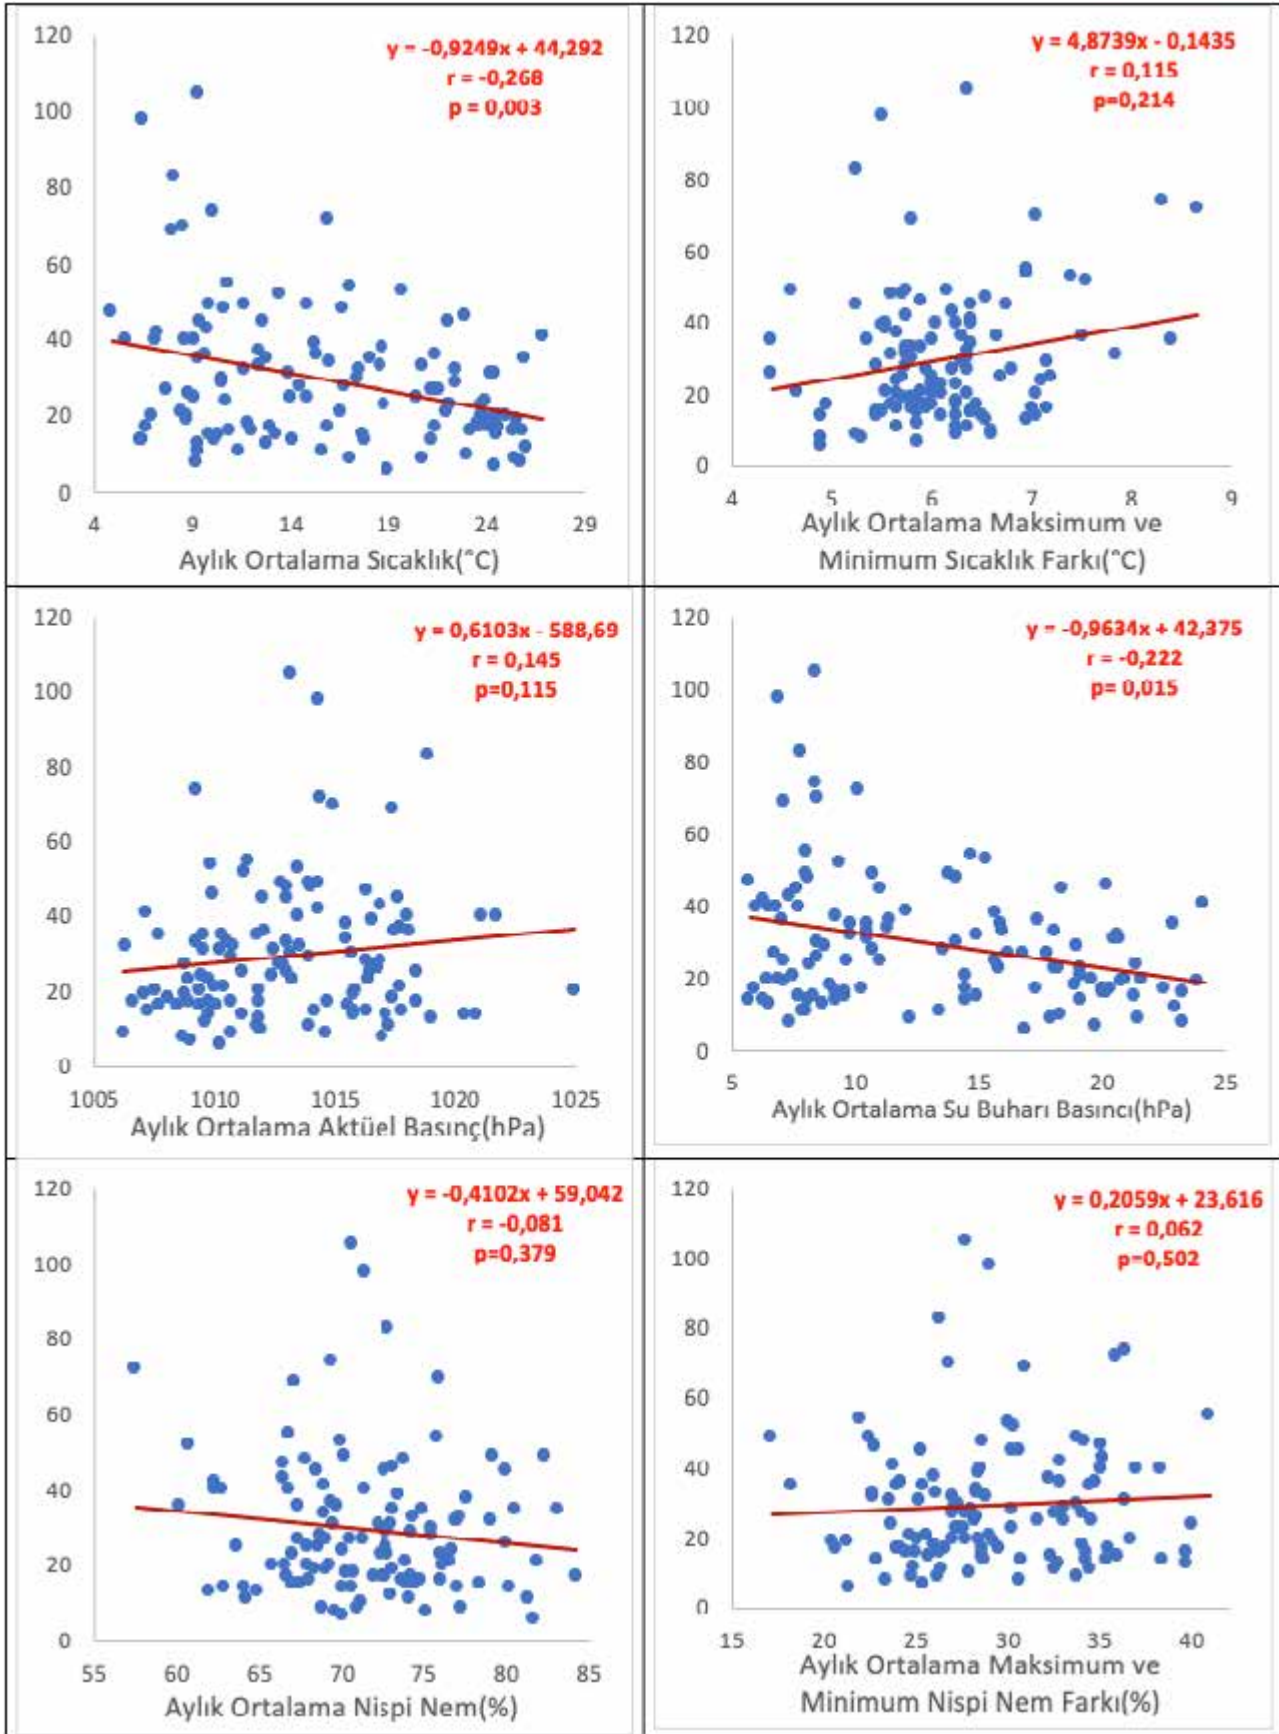 120
100
80
60
40
20
0
y = -0,9249x + 44,292
r = -0,268
p = 0,003
4 9 14 19 24 29
Aylık Ortalama Sıcaklık(°C)
120
100
80
60
40
20
0
y = 4,8739x - 0,1435
r = 0,115
p=0,214
4 5 6 7 8 9
Aylık Ortalama Maksimum ve
Minimum Sıcaklık Farkı(°C)
120
100
80
60
40
20
0
y = 0,6103x - 588,69
r = 0,145
p=0,115
1005 1010 1015 1020 1025
Aylık Ortalama Aktüel Basınç(hPa)
120
100
80
60
40
20
0
y = -0,9634x + 42,375
r = -0,222
p= 0,015
5 10 15 20 25
Aylık Ortalama Su Buharı Basıncı(hPa)
120
100
80
60
40
20
0
y = -0,4102x + 59,042
r = -0,081
p=0,379
55 60 65 70 75 80 85
Aylık Ortalama Nispi Nem(%)
120
100
80
60
40
20
0
y = 0,2059x + 23,616
r = 0,062
p=0,502
15 20 25 30 35 40
Aylık Ortalama Maksimum ve
Minimum Nispi Nem Farkı(%)